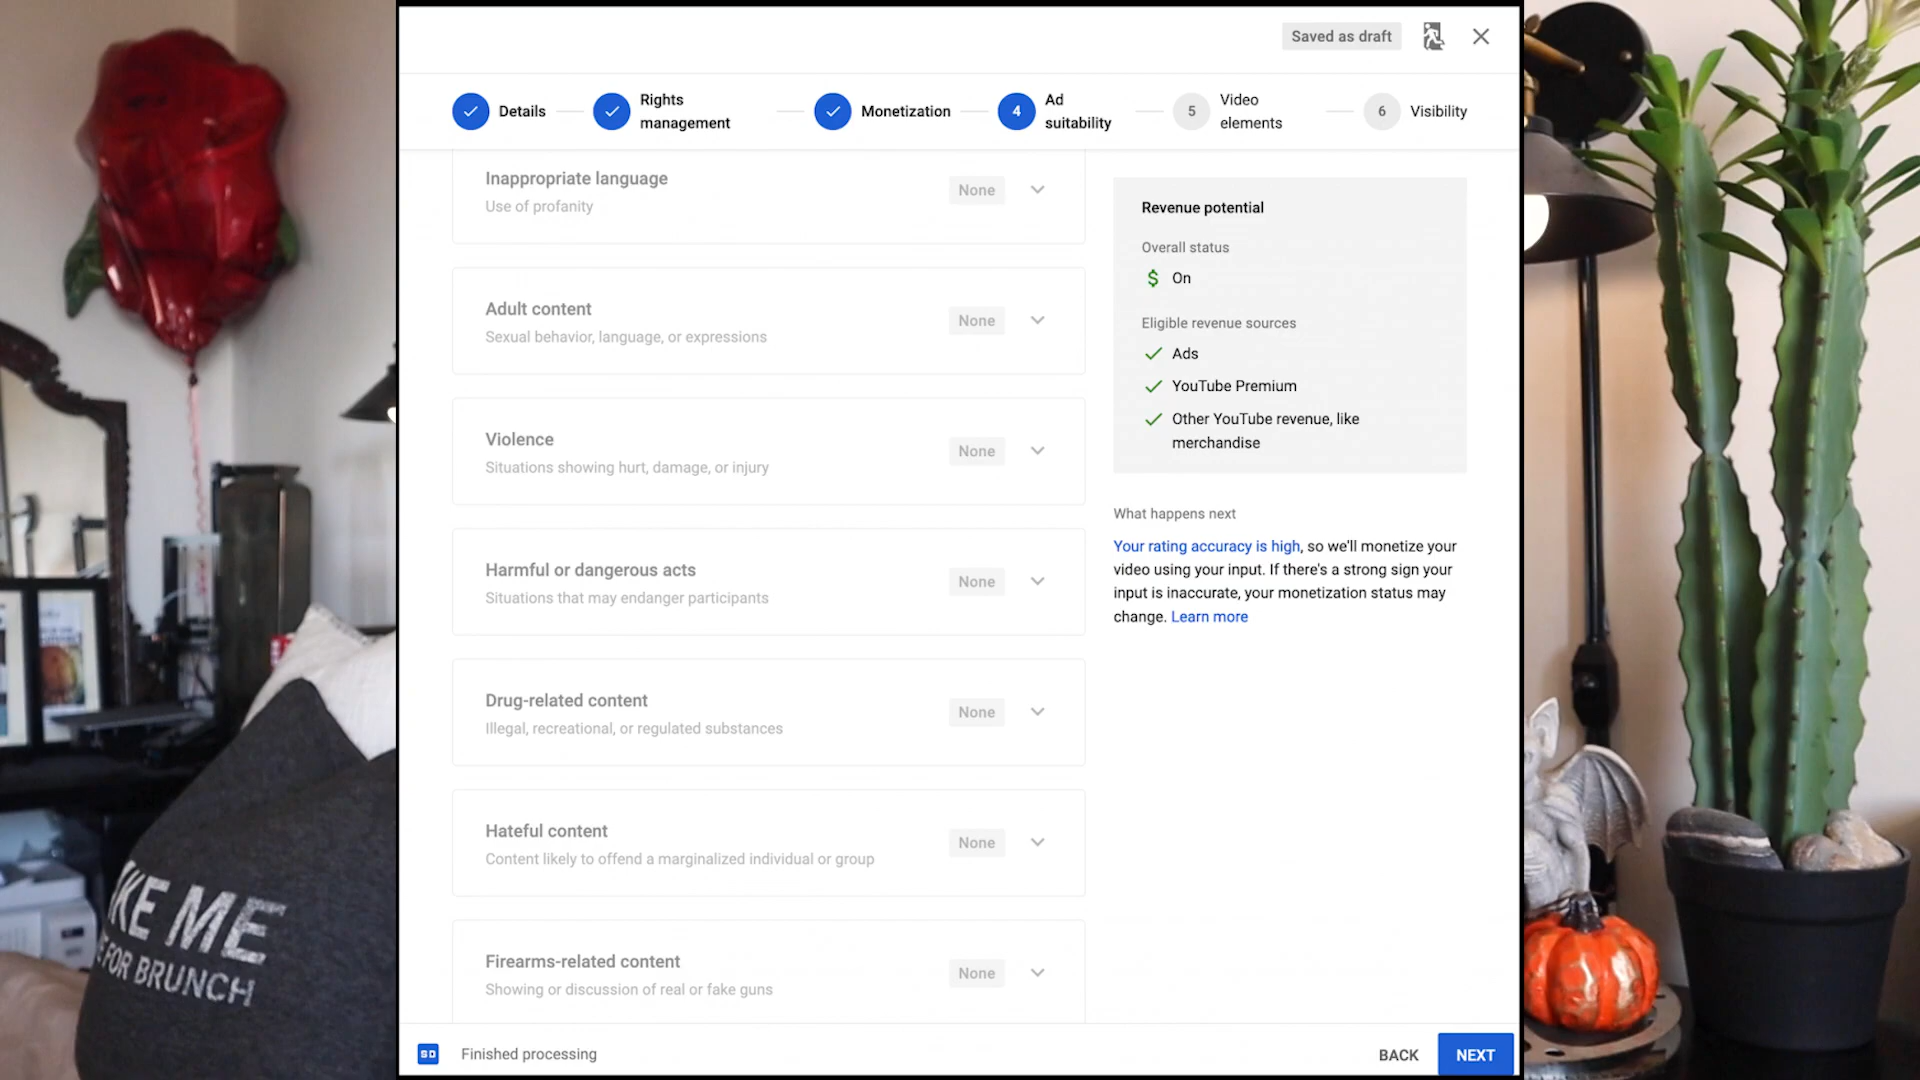 Saved as draft
Details
Rights
management
Monetization
4
Ad
suitability
5
Video
elements
6
Visibility
Inappropriate language
Use of profanity
None
Adult content
Sexual behavior, language, or expressions
None
Violence
Situations showing hurt, damage, or injury
None
Harmful or dangerous acts
Situations that may endanger participants
None
Drug-related content
Illegal, recreational, or regulated substances
None
Hateful content
Content likely to offend a marginalized individual or group
None
Firearms-related content
Showing or discussion of real or fake guns
None
Revenue potential
Overall status
$ On
Eligible revenue sources
Ads
YouTube Premium
Other YouTube revenue, like
merchandise
What happens next
Your rating accuracy is high, so we'll monetize your
video using your input. If there's a strong sign your
input is inaccurate, your monetization status may
change. Learn more
SD
Finished processing
BACK
NEXT
ME
FOR BRUNCH